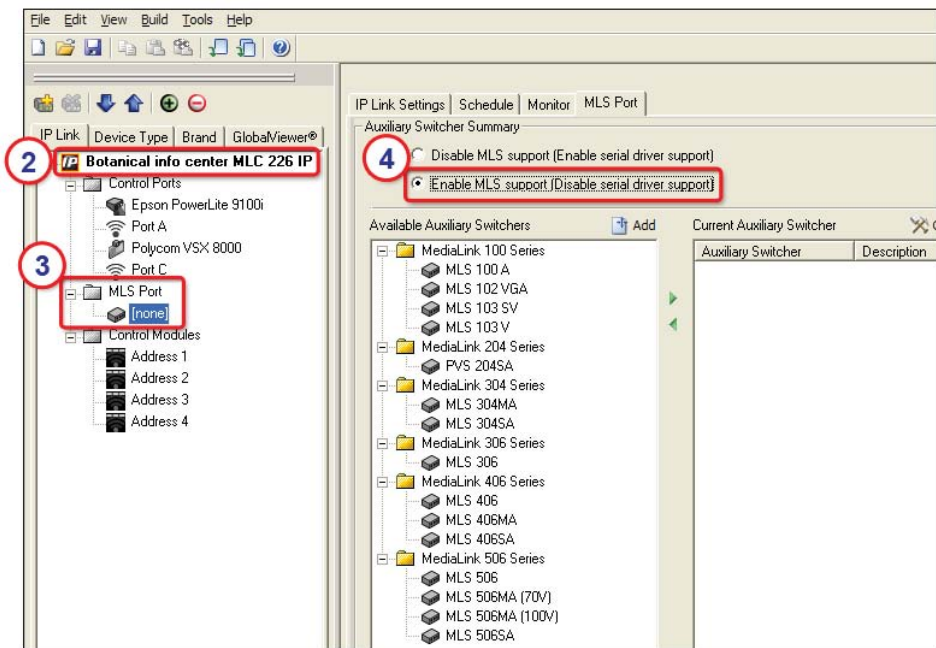 File Edit View Build Tools Help
IP Link Device Type Brand GlobalViewer®
2
Botanical info center MLC 226 IP
Control Ports
Epson PowerLite 9100i
Port A
Polycom VSX 8000
Port C
3
MLS Port
[none]
Control Modules
Address 1
Address 2
Address 3
Address 4
IP Link Settings Schedule Monitor MLS Port
Auxiliary Switcher Summary
4
Disable MLS support (Enable serial driver support)
Enable MLS support (Disable serial driver support)
Available Auxiliary Switchers Add
MediaLink 100 Series
MLS 100 A
MLS 102 VGA
MLS 103 SV
MLS 103 V
MediaLink 204 Series
PVS 204SA
MediaLink 304 Series
MLS 304MA
MLS 304SA
MediaLink 306 Series
MLS 306
MediaLink 406 Series
MLS 406
MLS 406MA
MLS 406SA
MediaLink 506 Series
MLS 506
MLS 506MA (70V)
MLS 506MA (100V)
MLS 506SA
Current Auxiliary Switcher
Auxiliary Switcher Description